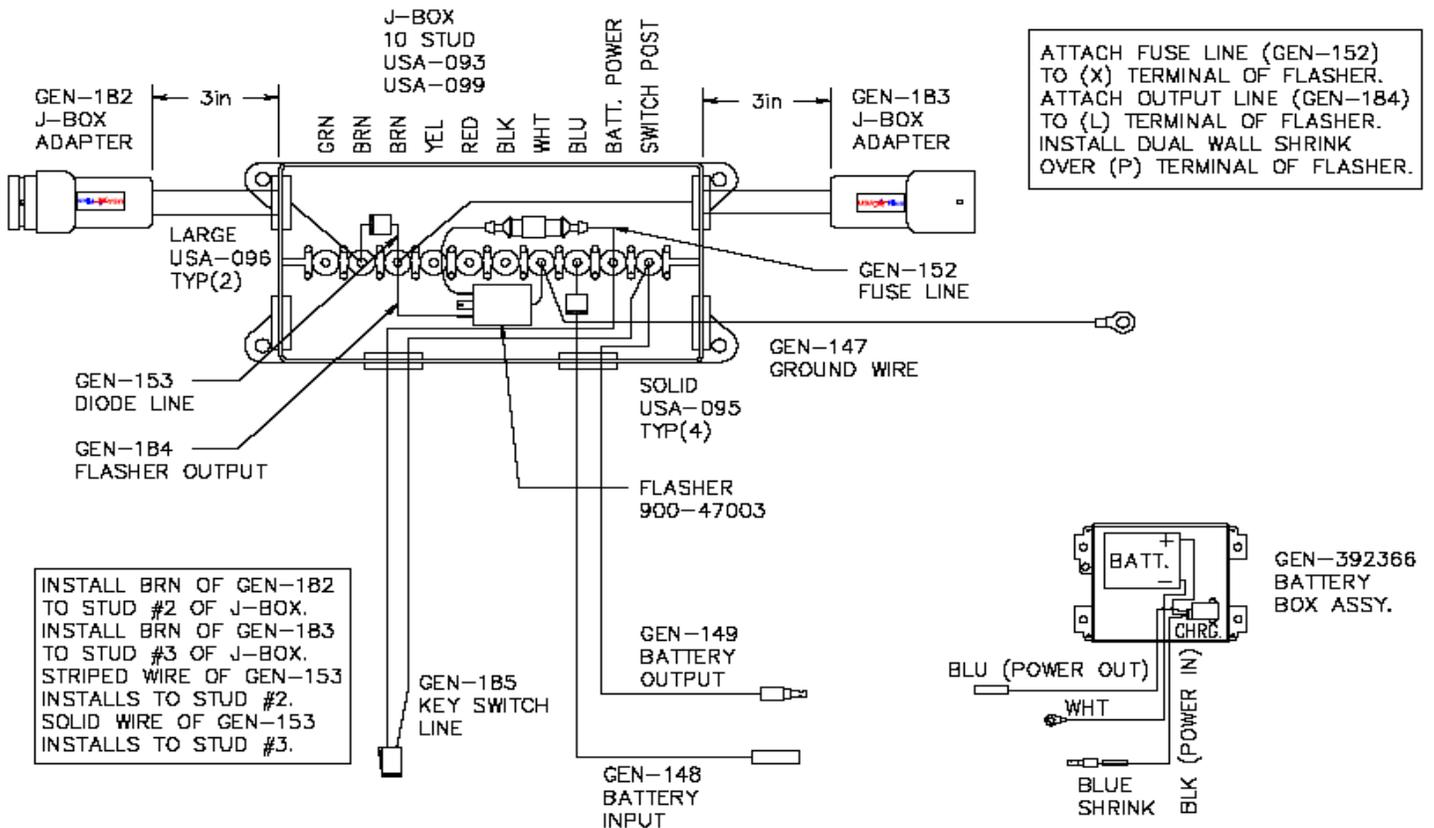 J-BOX
10 STUD
USA-093
USA-099
GEN-182
J-BOX
ADAPTER
3in
GRN
BRN
BRN
YEL
RED
BLK
WHT
BLU
BATT. POWER
SWITCH POST
3in
GEN-183
J-BOX
ADAPTER
ATTACH FUSE LINE (GEN-152)
TO (X) TERMINAL OF FLASHER.
ATTACH OUTPUT LINE (GEN-184)
TO (L) TERMINAL OF FLASHER.
INSTALL DUAL WALL SHRINK
OVER (P) TERMINAL OF FLASHER.
LARGE
USA-096
TYP(2)
GEN-152
FUSE LINE
GEN-147
GROUND WIRE
GEN-153
DIODE LINE
SOLID
USA-095
TYP(4)
GEN-184
FLASHER OUTPUT
FLASHER
900-47003
INSTALL BRN OF GEN-182
TO STUD #2 OF J-BOX.
INSTALL BRN OF GEN-183
TO STUD #3 OF J-BOX.
STRIPED WIRE OF GEN-153
INSTALLS TO STUD #2.
SOLID WIRE OF GEN-153
INSTALLS TO STUD #3.
GEN-185
KEY SWITCH
LINE
GEN-149
BATTERY
OUTPUT
GEN-148
BATTERY
INPUT
+
BATT.
-
CHRG.
GEN-392366
BATTERY
BOX ASSY.
BLU (POWER OUT)
WHT
BLUE
SHRINK
BLK (POWER IN)